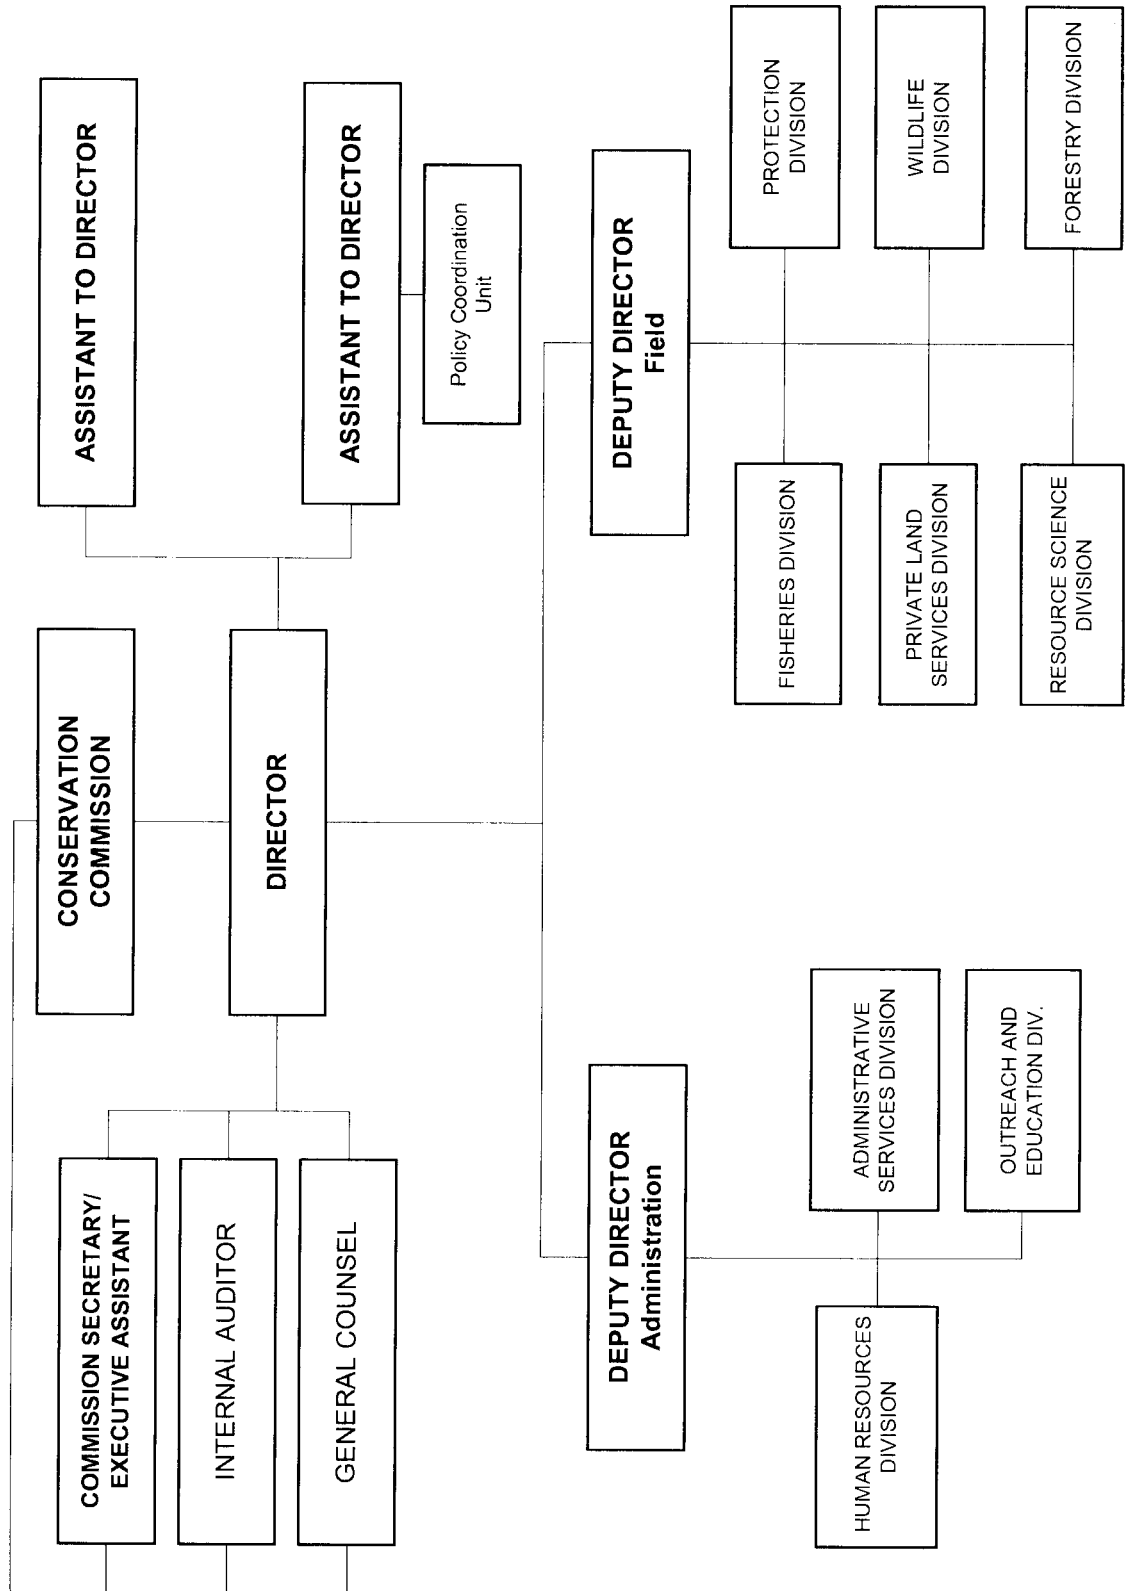 CONSERVATION
COMMISSION
COMMISSION SECRETARY/
EXECUTIVE ASSISTANT
INTERNAL AUDITOR
GENERAL COUNSEL
DIRECTOR
ASSISTANT TO DIRECTOR
ASSISTANT TO DIRECTOR
Policy Coordination
Unit
DEPUTY DIRECTOR
Administration
HUMAN RESOURCES
DIVISION
ADMINISTRATIVE
SERVICES DIVISION
OUTREACH AND
EDUCATION DIV.
DEPUTY DIRECTOR
Field
FISHERIES DIVISION
PROTECTION
DIVISION
PRIVATE LAND
SERVICES DIVISION
WILDLIFE
DIVISION
RESOURCE SCIENCE
DIVISION
FORESTRY DIVISION